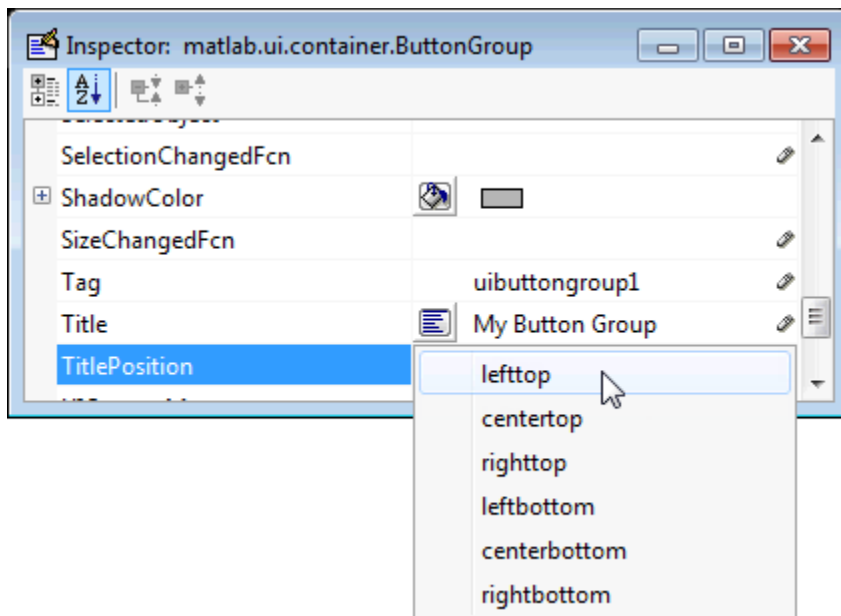 Inspector: matlab.ui.container.ButtonGroup
SelectionChangedFcn
ShadowColor
SizeChangedFcn
Tag uibuttongroup1
Title My Button Group
TitlePosition
lefttop
centertop
righttop
leftbottom
centerbottom
rightbottom